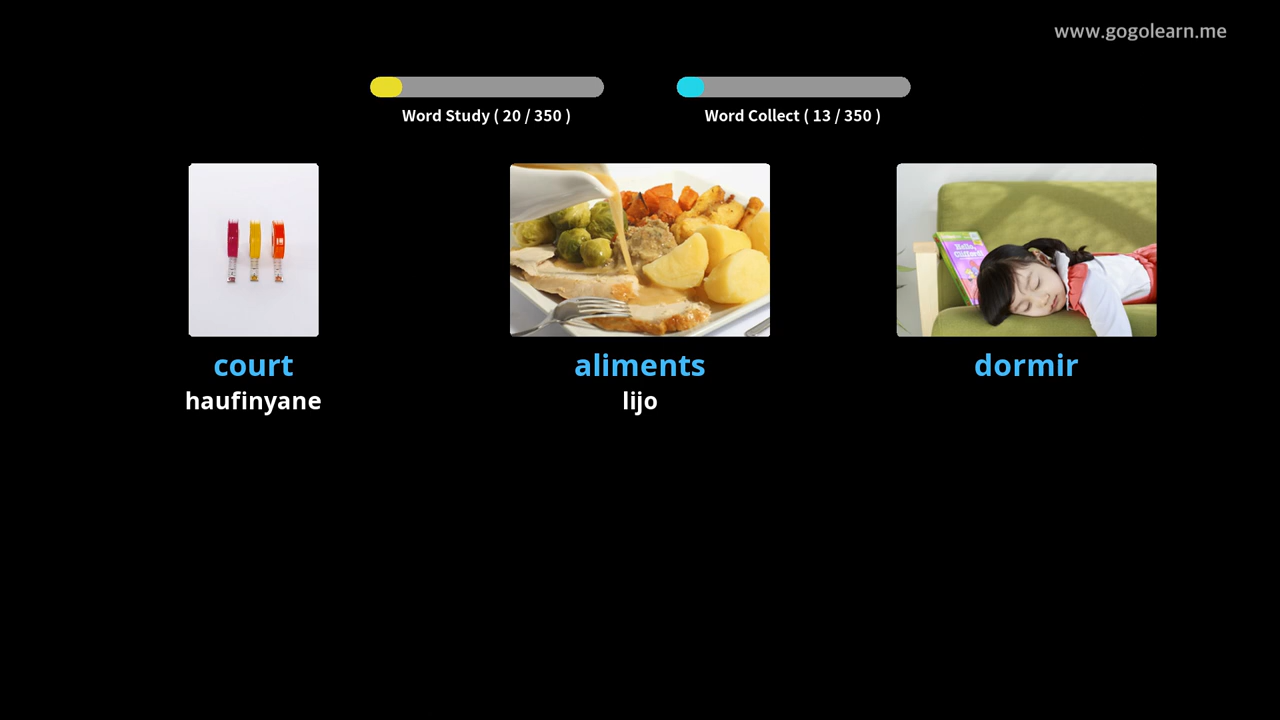 www.gogolearn.me
Word Study ( 20 / 350 )
Word Collect ( 13 / 350 )
court
haufinyane
aliments
lijo
dormir